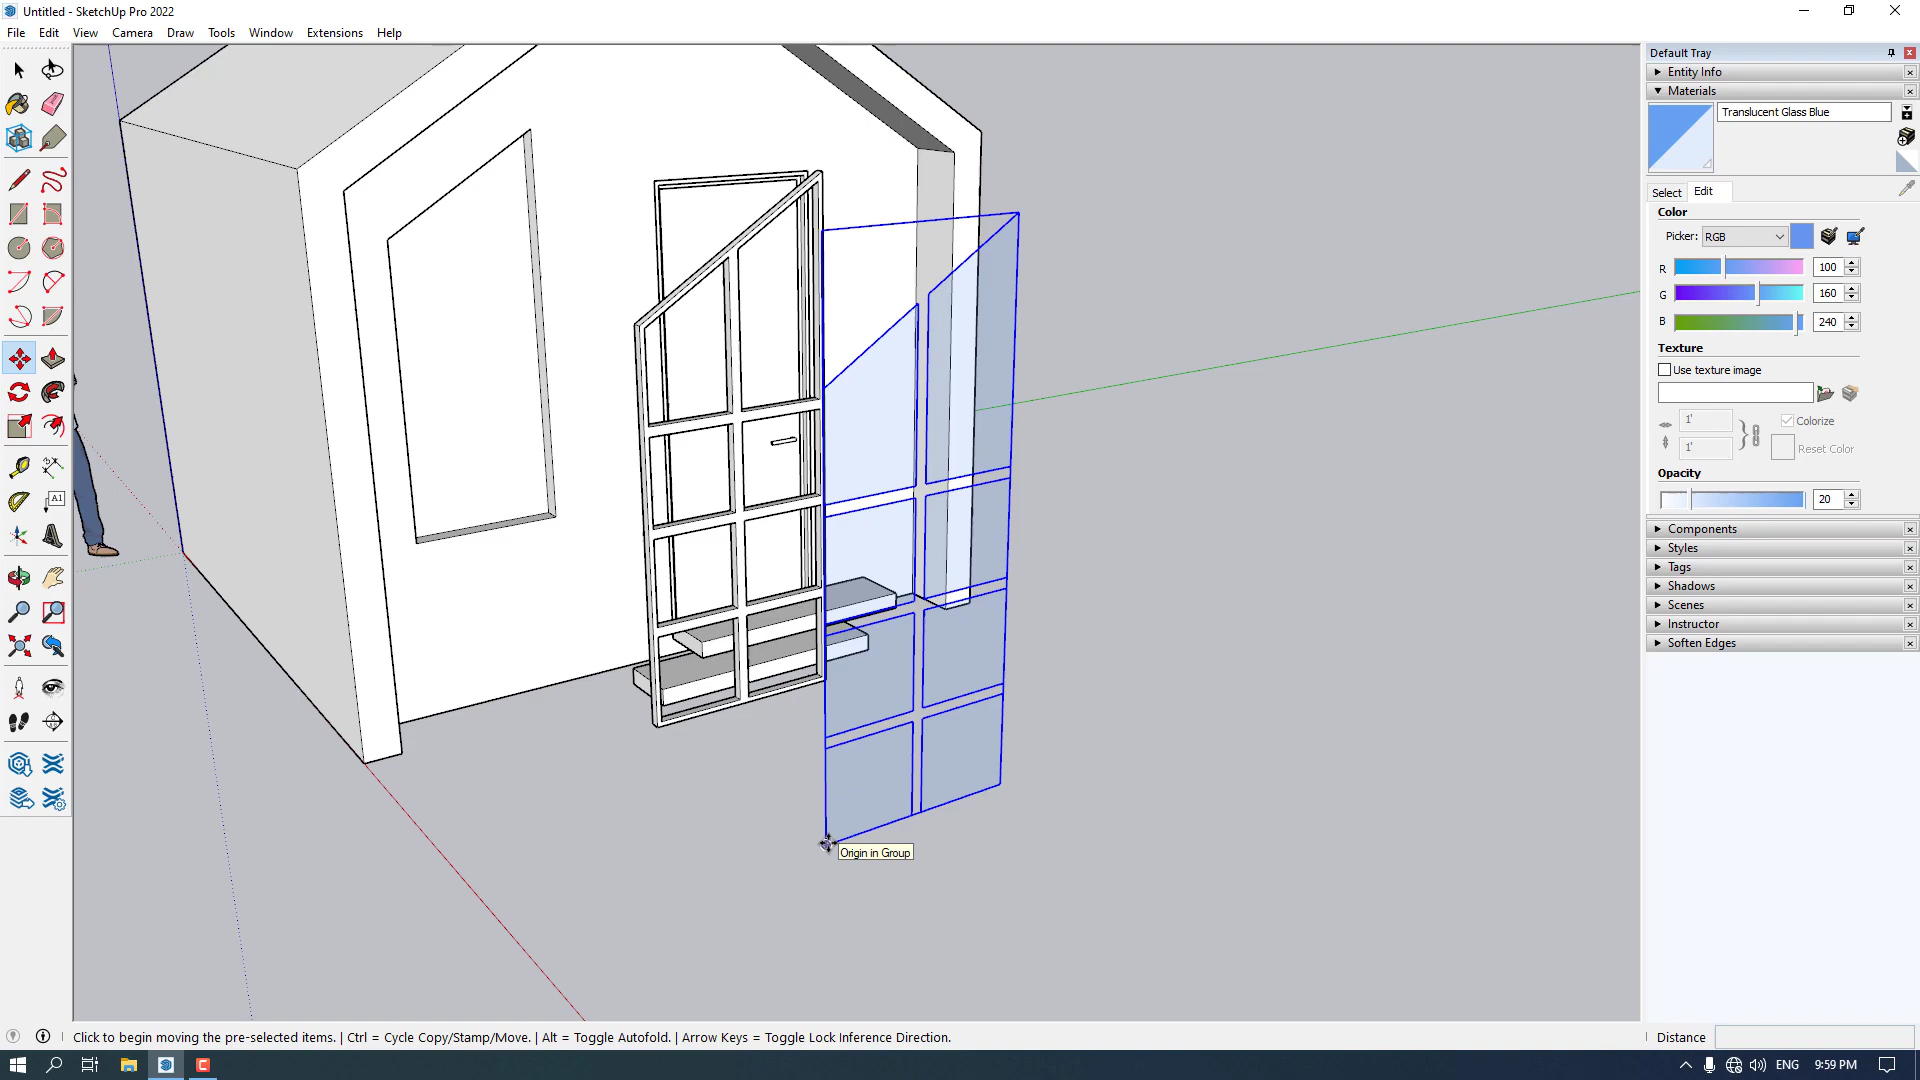 Untitled - SketchUp Pro 2022
File Edit View Camera Draw Tools Window Extensions Help
Default Tray
Entity Info
Materials
Translucent Glass Blue
Select Edit
Color
Picker: RGB
R 100
G 160
B 240
Texture
Use texture image
1'
Colorize
1'
Reset Color
Opacity
20
Components
Styles
Tags
Shadows
Scenes
Instructor
Soften Edges
A1
Origin in Group
Click to begin moving the pre-selected items. | Ctrl = Cycle Copy/Stamp/Move. | Alt = Toggle Autofold. | Arrow Keys = Toggle Lock Inference Direction.
Distance
ENG 9:59 PM